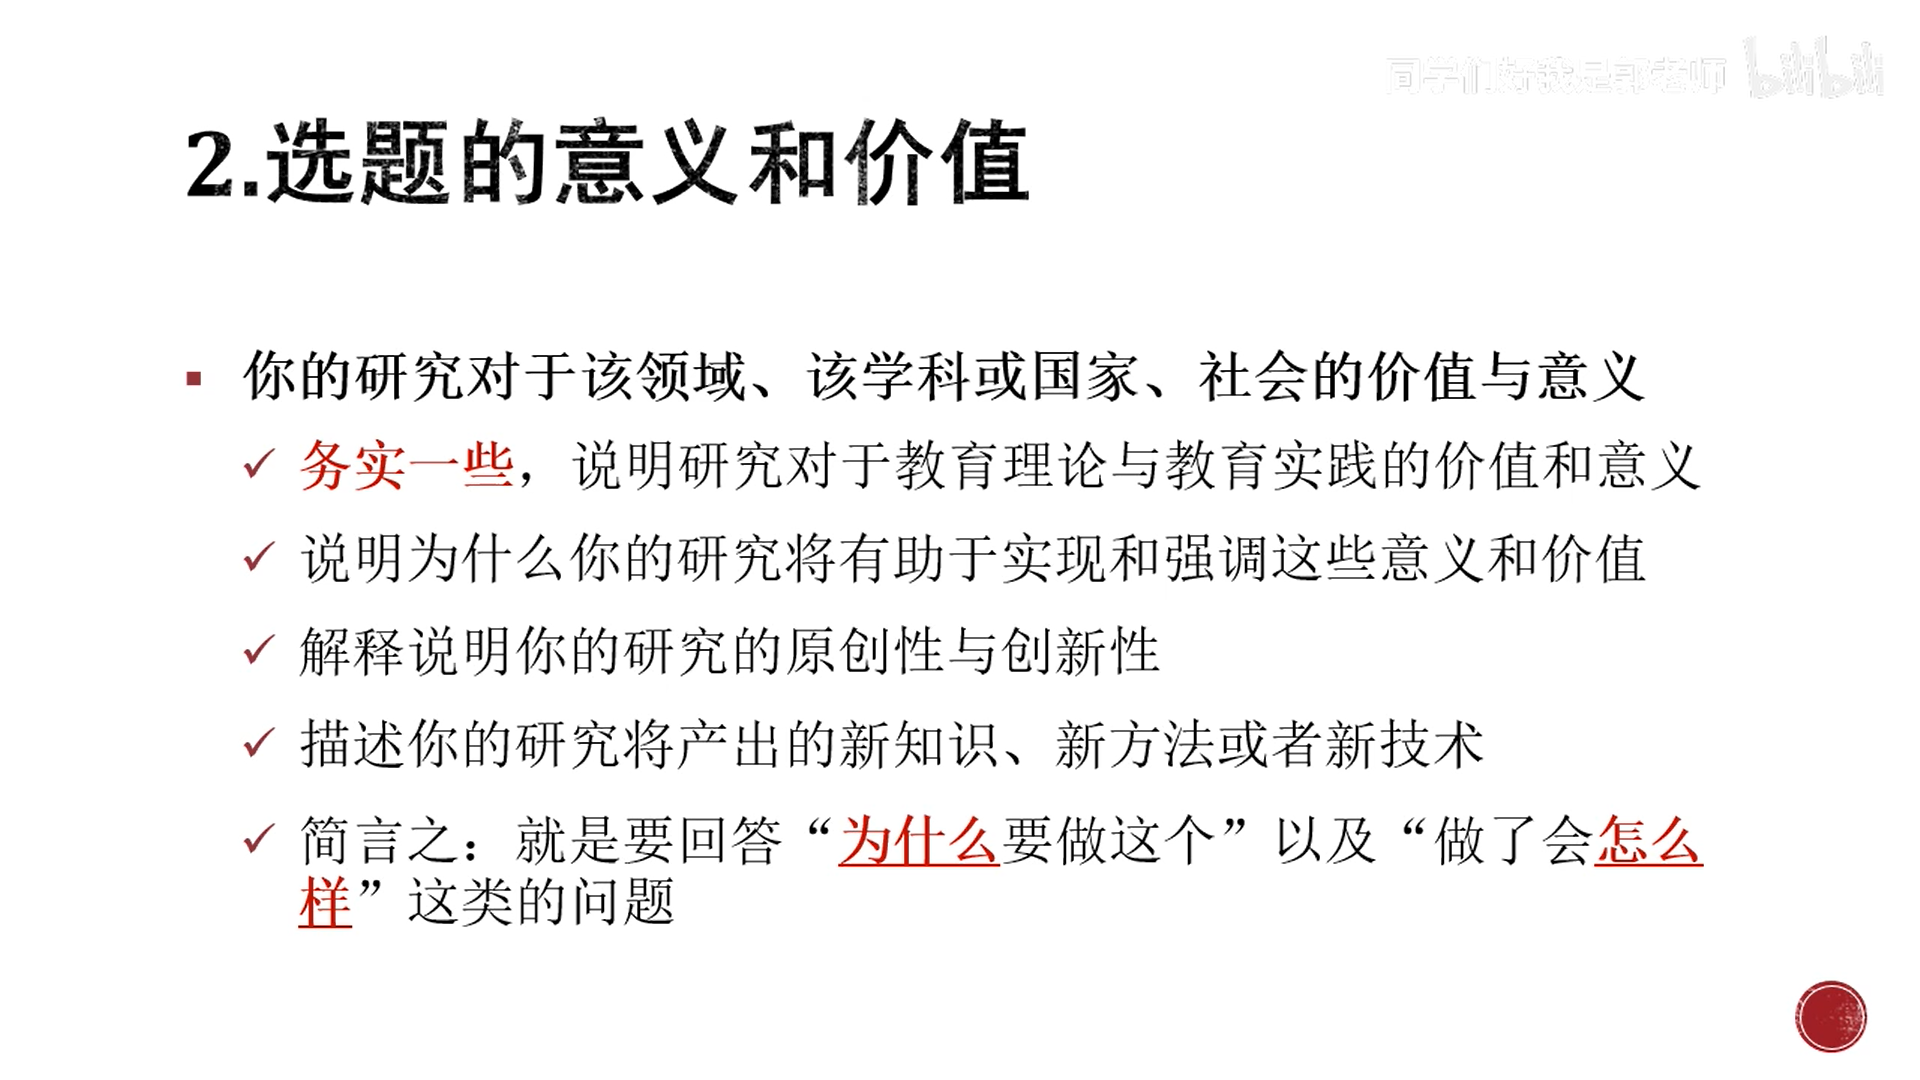 同学们好我是郭老师 bilibili
2.选题的意义和价值
▪ 你的研究对于该领域、该学科或国家、社会的价值与意义
✓ 务实一些，说明研究对于教育理论与教育实践的价值和意义
✓ 说明为什么你的研究将有助于实现和强调这些意义和价值
✓ 解释说明你的研究的原创性与创新性
✓ 描述你的研究将产出的新知识、新方法或者新技术
✓ 简言之：就是要回答“为什么要做这个”以及“做了会怎么
样”这类的问题